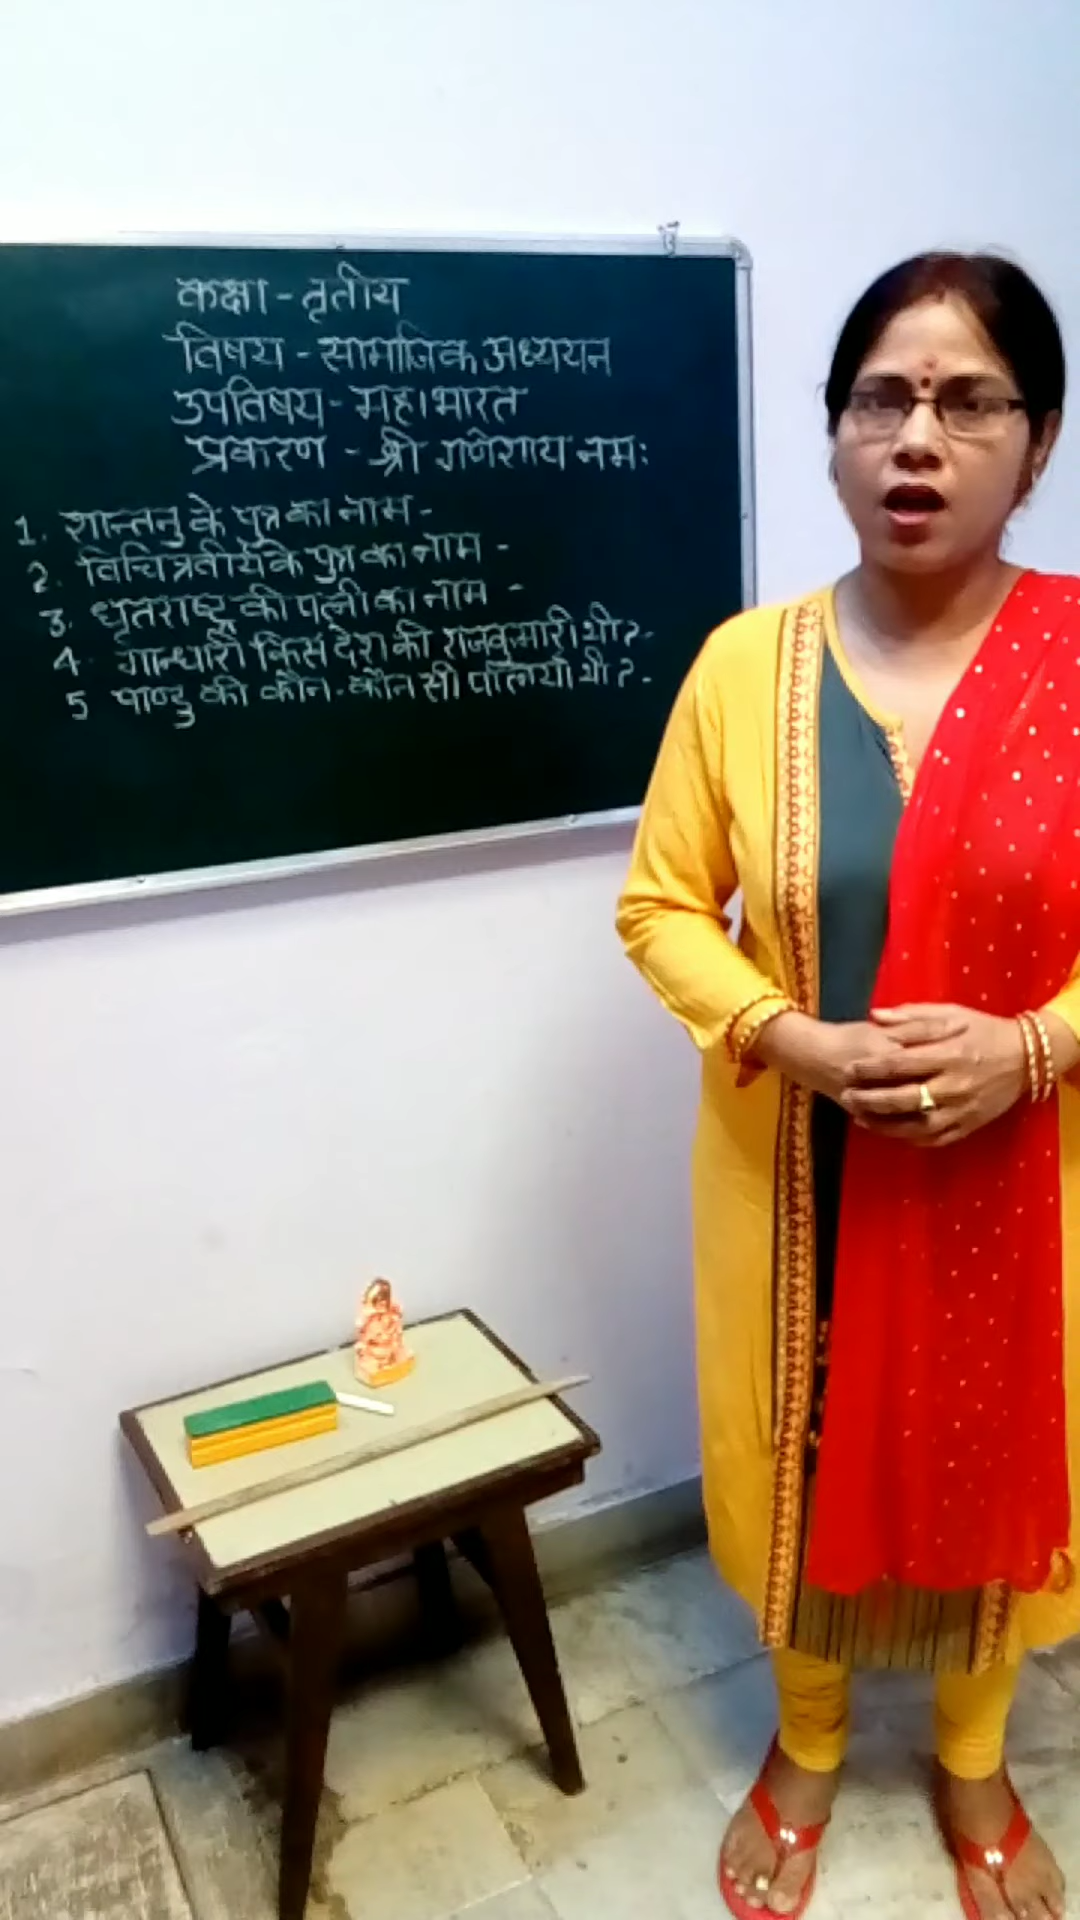 ॐ
कक्षा - तृतीय
विषय - सामाजिक अध्ययन
उपविषय - महाभारत
प्रकरण - श्री गणेशाय नमः
1. शान्तनु के पुत्र का नाम -
2. विचित्रवीर्य के पुत्र का नाम -
3. धृतराष्ट्र की पत्नी का नाम -
4. गान्धारी किस देश की राजकुमारी थी ? -
5 पाण्डु की कौन-कौन सी पत्नियाँ थी ? -